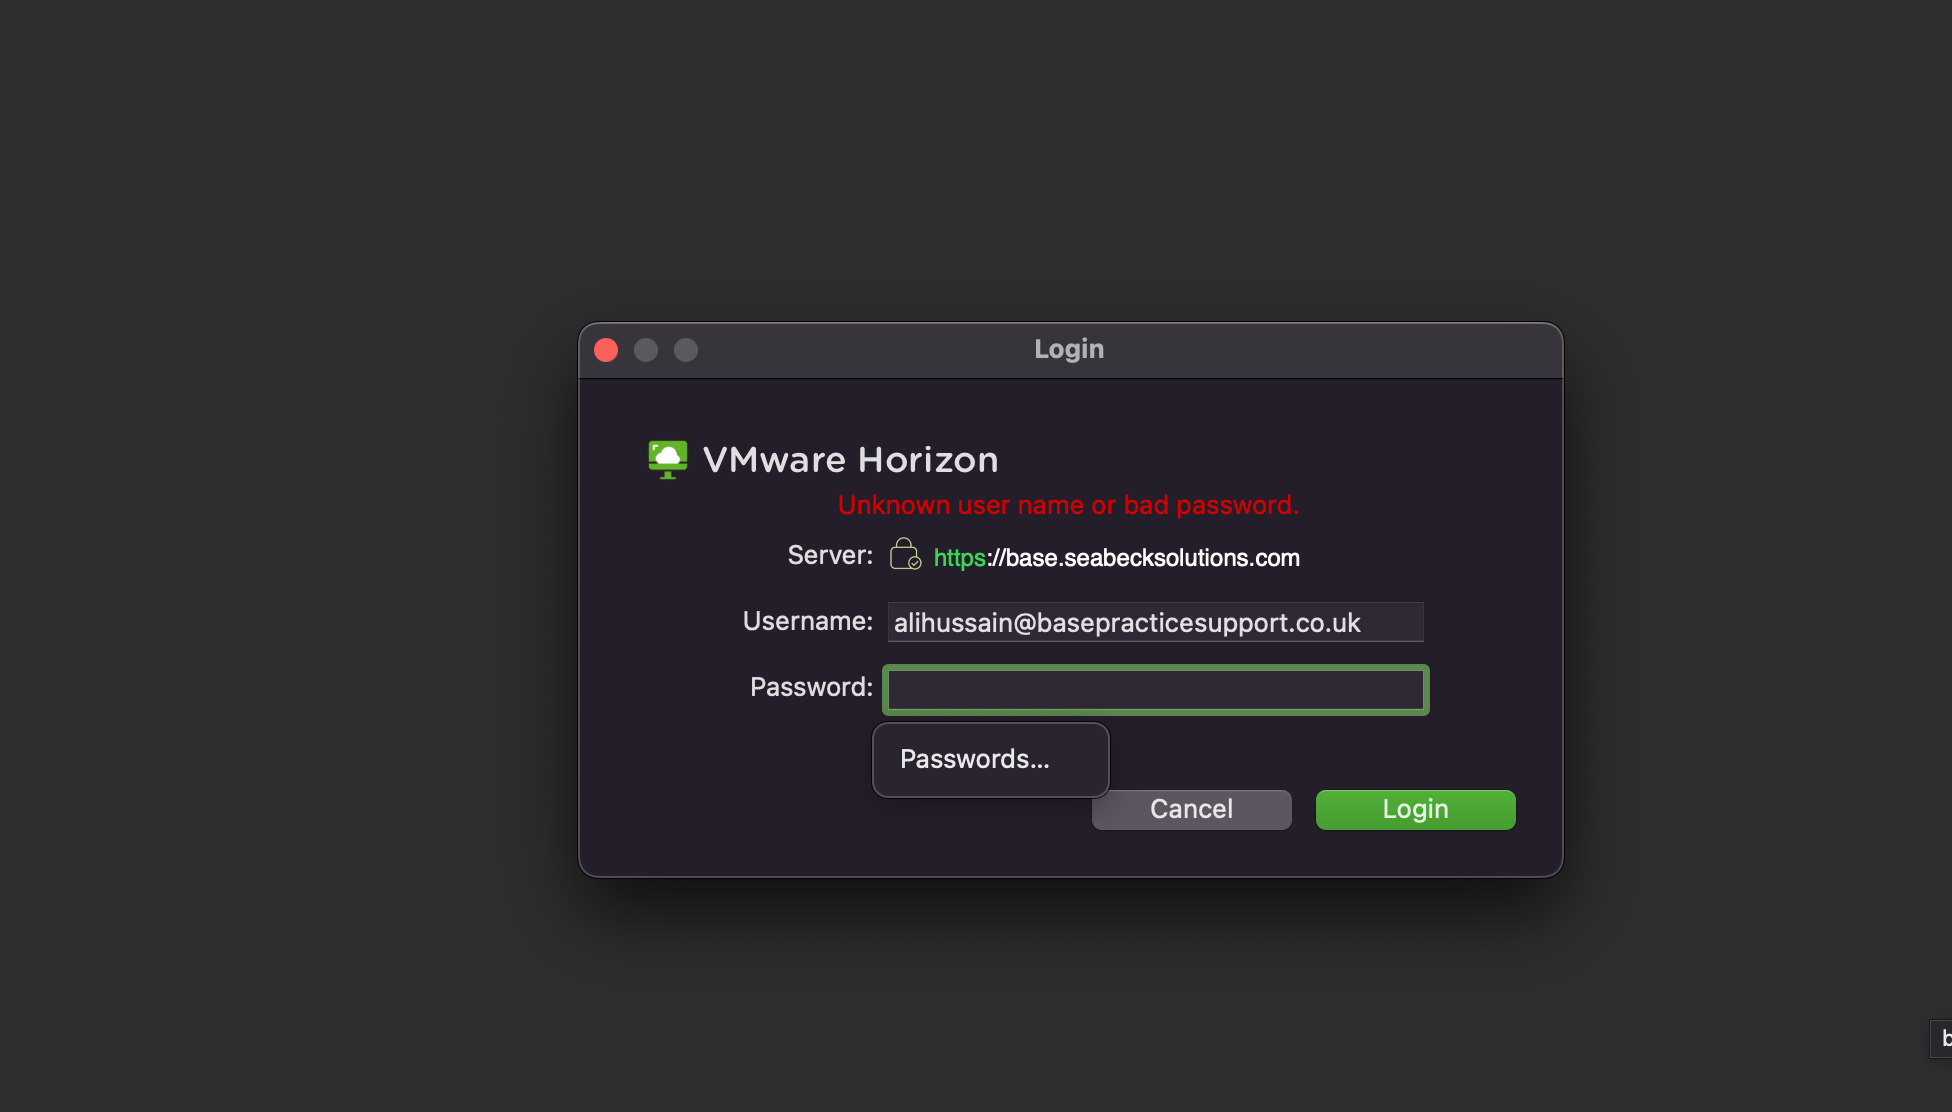 Login
VMware Horizon
Unknown user name or bad password.
Server: https://base.seabecksolutions.com
Username: alihussain@basepracticesupport.co.uk
Password:
Passwords...
Cancel Login